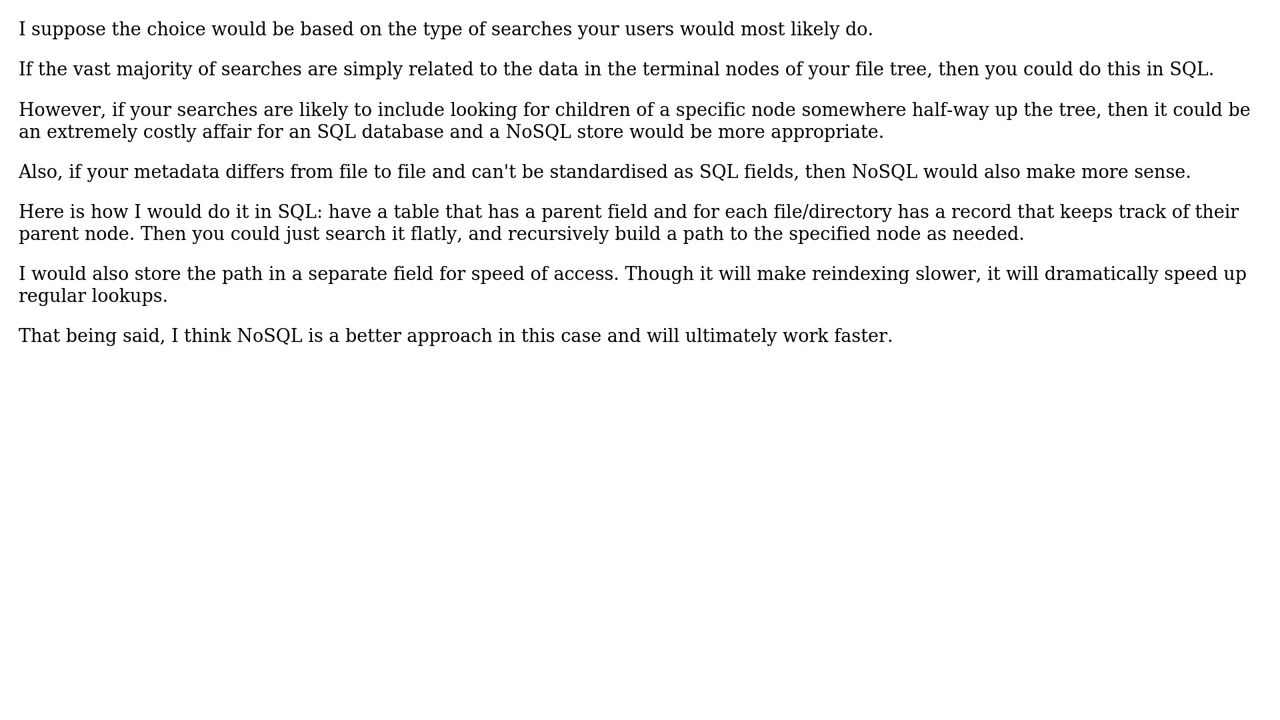 I suppose the choice would be based on the type of searches your users would most likely do.
If the vast majority of searches are simply related to the data in the terminal nodes of your file tree, then you could do this in SQL.
However, if your searches are likely to include looking for children of a specific node somewhere half-way up the tree, then it could be
an extremely costly affair for an SQL database and a NoSQL store would be more appropriate.
Also, if your metadata differs from file to file and can't be standardised as SQL fields, then NoSQL would also make more sense.
Here is how I would do it in SQL: have a table that has a parent field and for each file/directory has a record that keeps track of their
parent node. Then you could just search it flatly, and recursively build a path to the specified node as needed.
I would also store the path in a separate field for speed of access. Though it will make reindexing slower, it will dramatically speed up
regular lookups.
That being said, I think NoSQL is a better approach in this case and will ultimately work faster.